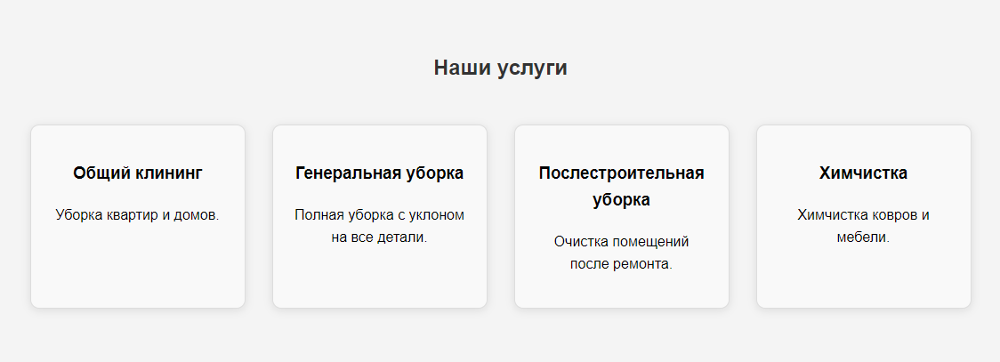 Наши услуги
Общий клининг
Уборка квартир и домов.
Генеральная уборка
Полная уборка с уклоном
на все детали.
Послестроительная
уборка
Очистка помещений
после ремонта.
Химчистка
Химчистка ковров и
мебели.